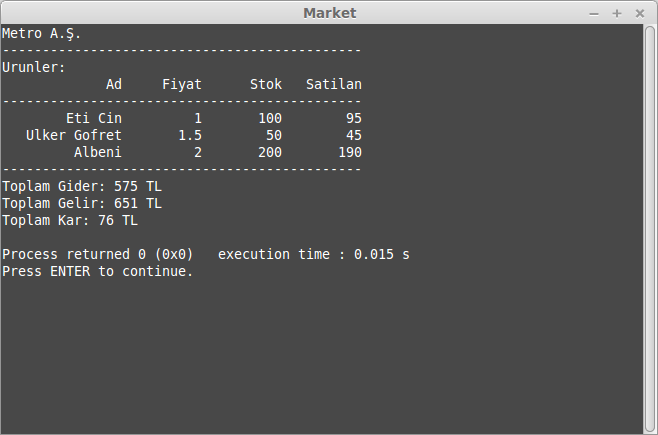 Market
Metro A.Ş.
---------------------------------------------
Urunler:
             Ad     Fiyat      Stok   Satilan
---------------------------------------------
        Eti Cin         1       100        95
   Ulker Gofret       1.5        50        45
         Albeni         2       200       190
---------------------------------------------
Toplam Gider: 575 TL
Toplam Gelir: 651 TL
Toplam Kar: 76 TL

Process returned 0 (0x0)   execution time : 0.015 s
Press ENTER to continue.